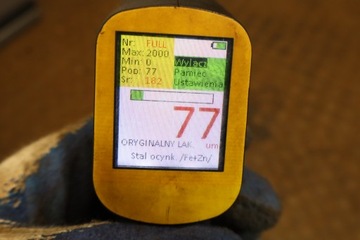 Nr: FULL
Max: 2000
Min: 0 Wyłącz
Pop: 77 Pamięć
Śr: 102 Ustawienia
77
ORYGINALNY LAK. um
Stal ocynk. /Fe+Zn/